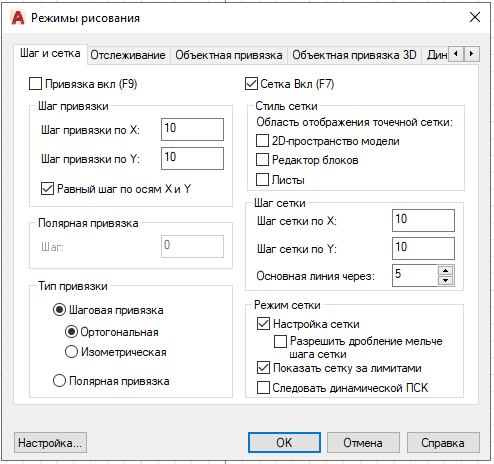 Режимы рисования
Шаг и сетка
Отслеживание
Объектная привязка
Объектная привязка 3D
Дин
Привязка вкл (F9)
Шаг привязки
Шаг привязки по X: 10
Шаг привязки по Y: 10
Равный шаг по осям X и Y
Полярная привязка
Шаг: 0
Тип привязки
Шаговая привязка
Ортогональная
Изометрическая
Полярная привязка
Сетка Вкл (F7)
Стиль сетки
Область отображения точечной сетки:
2D-пространство модели
Редактор блоков
Листы
Шаг сетки
Шаг сетки по X: 10
Шаг сетки по Y: 10
Основная линия через: 5
Режим сетки
Настройка сетки
Разрешить дробление мельче
шага сетки
Показать сетку за лимитами
Следовать динамической ПСК
Настройка...
OK
Отмена
Справка